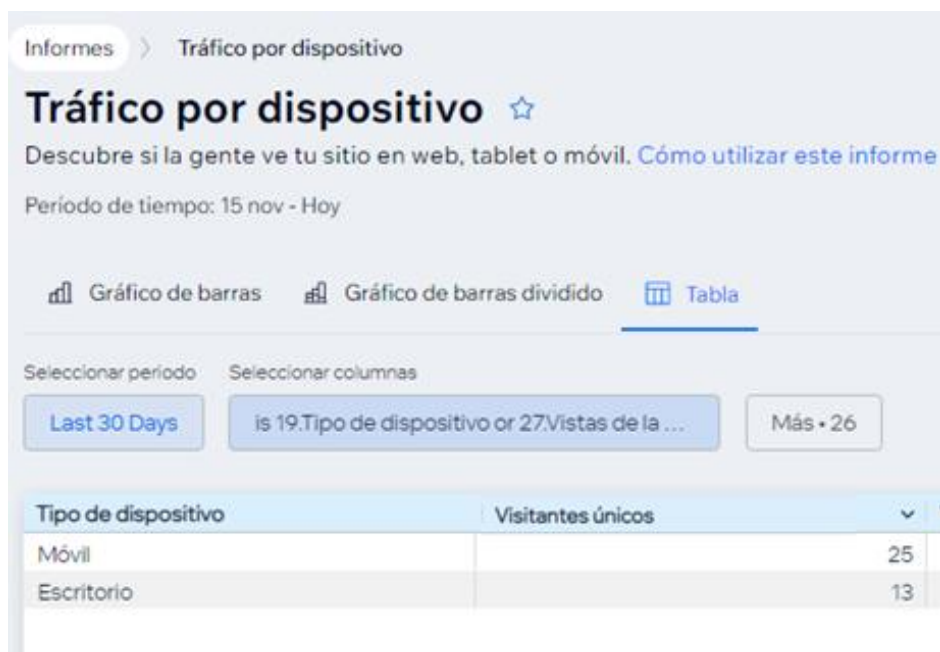 Informes > Tráfico por dispositivo
Tráfico por dispositivo
Descubre si la gente ve tu sitio en web, tablet o móvil. Cómo utilizar este informe
Período de tiempo: 15 nov - Hoy
Gráfico de barras Gráfico de barras dividido Tabla
Seleccionar periodo Seleccionar columnas
Last 30 Days is 19.Tipo de dispositivo or 27.Vistas de la ... Más • 26
Tipo de dispositivo Visitantes únicos
Móvil 25
Escritorio 13